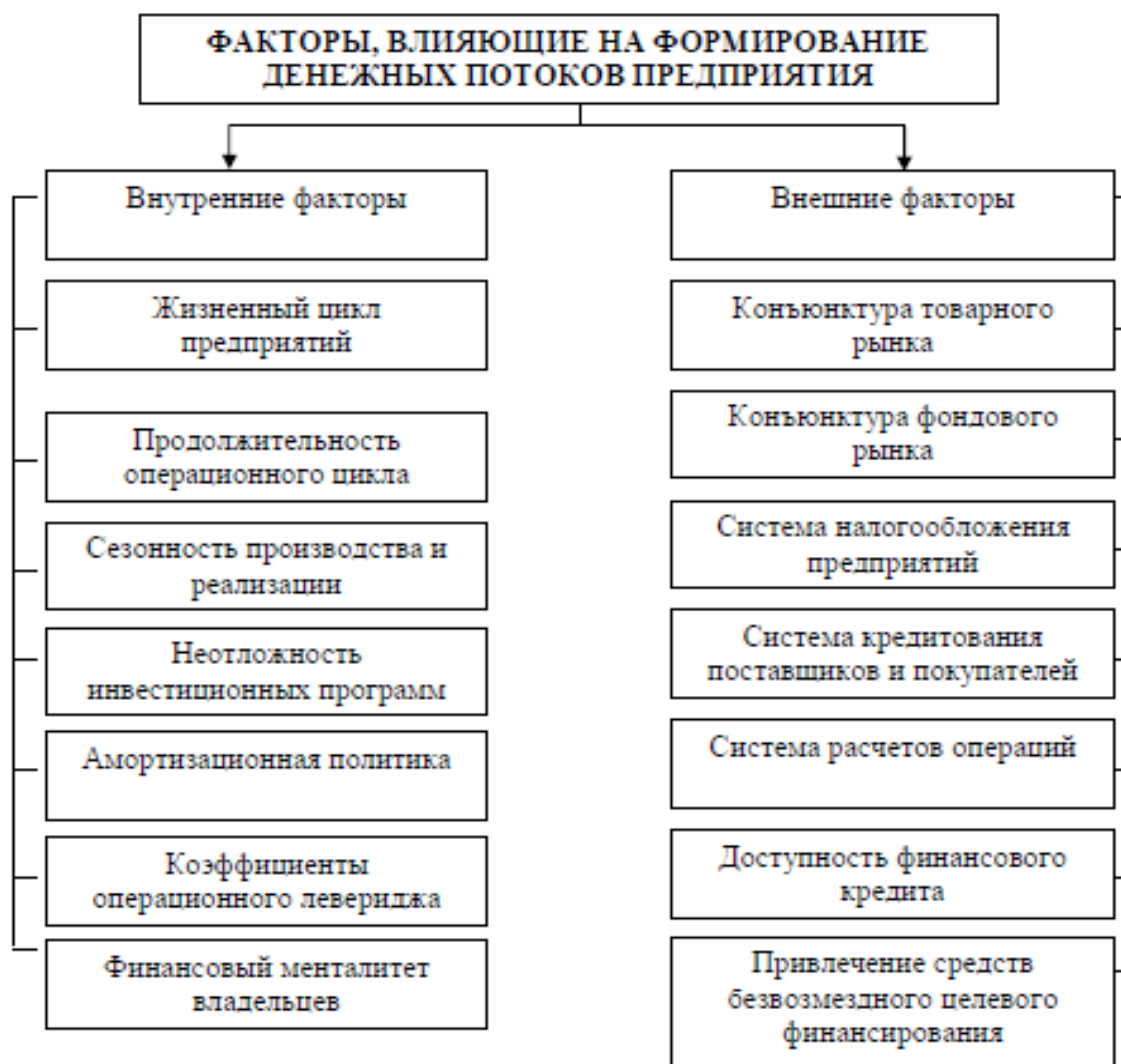 ФАКТОРЫ, ВЛИЯЮЩИЕ НА ФОРМИРОВАНИЕ
ДЕНЕЖНЫХ ПОТОКОВ ПРЕДПРИЯТИЯ
Внутренние факторы
Жизненный цикл
предприятий
Продолжительность
операционного цикла
Сезонность производства и
реализации
Неотложность
инвестиционных программ
Амортизационная политика
Коэффициенты
операционного левериджа
Финансовый менталитет
владельцев
Внешние факторы
Конъюнктура товарного
рынка
Конъюнктура фондового
рынка
Система налогообложения
предприятий
Система кредитования
поставщиков и покупателей
Система расчетов операций
Доступность финансового
кредита
Привлечение средств
безвозмездного целевого
финансирования